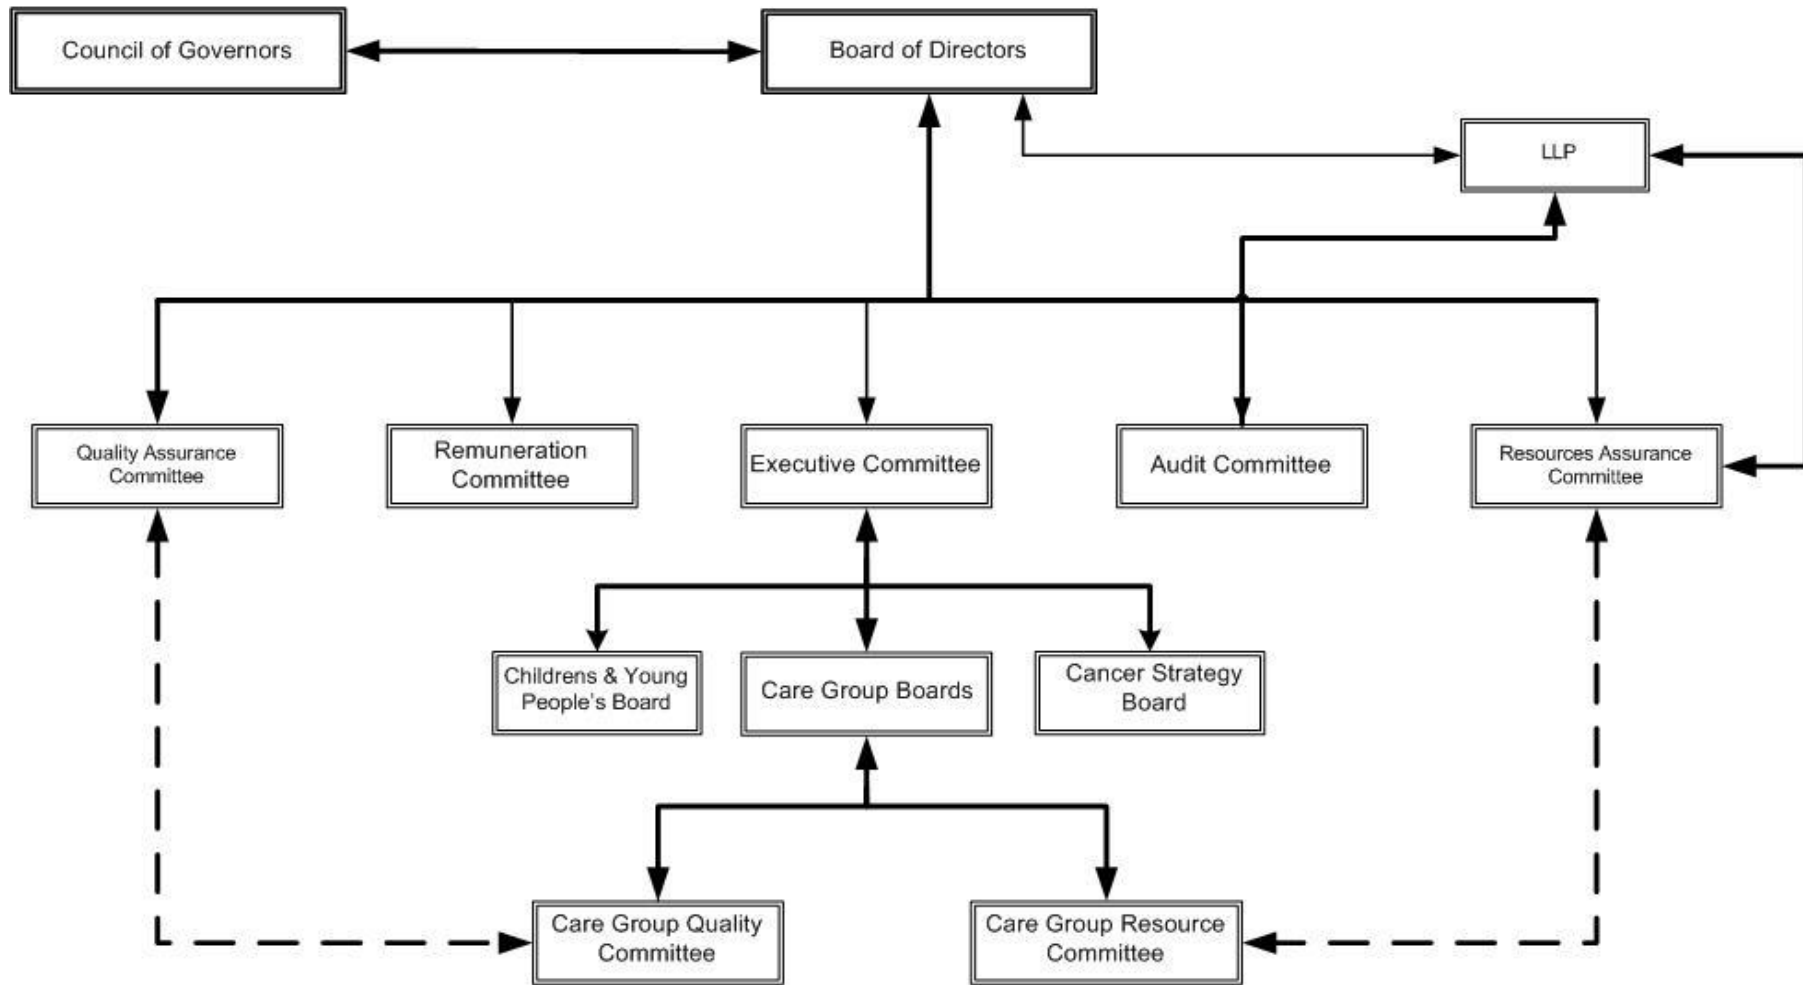 Council of Governors
Board of Directors
LLP
Quality Assurance
Committee
Remuneration
Committee
Executive Committee
Audit Committee
Resources Assurance
Committee
Childrens & Young
People's Board
Care Group Boards
Cancer Strategy
Board
Care Group Quality
Committee
Care Group Resource
Committee